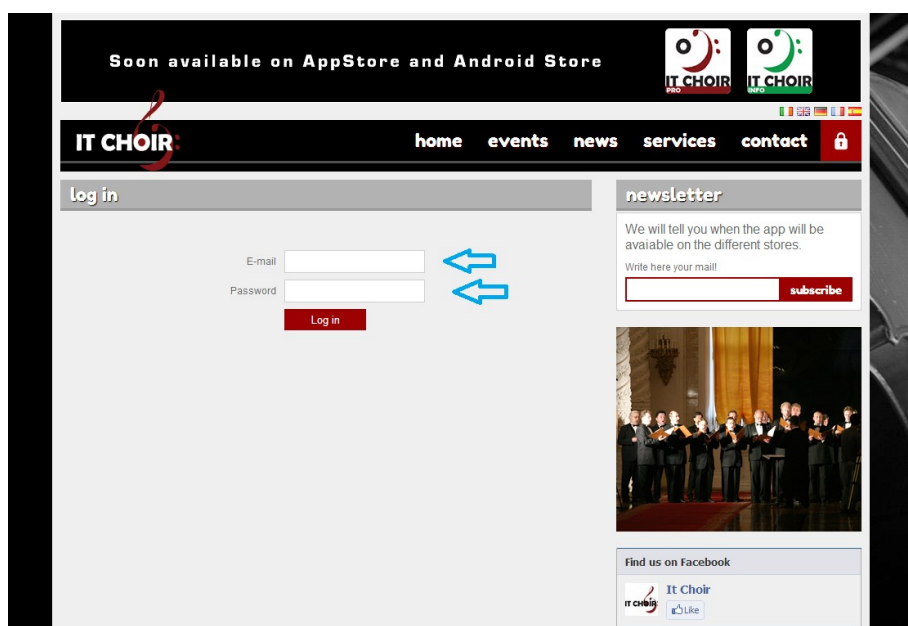 Soon available on AppStore and Android Store
IT CHOIR
PRO
IT CHOIR
INFO
IT CHOIR
home events news services contact
log in
E-mail
Password
Log in
newsletter
We will tell you when the app will be
avaiable on the different stores.
Write here your mail!
subscribe
Find us on Facebook
IT CHOIR
It Choir
Like